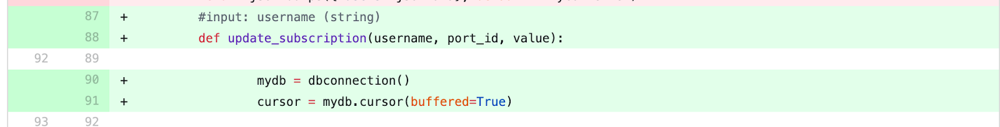 87 + #input: username (string)
88 + def update_subscription(username, port_id, value):
92 89
90 + mydb = dbconnection()
91 + cursor = mydb.cursor(buffered=True)
93 92